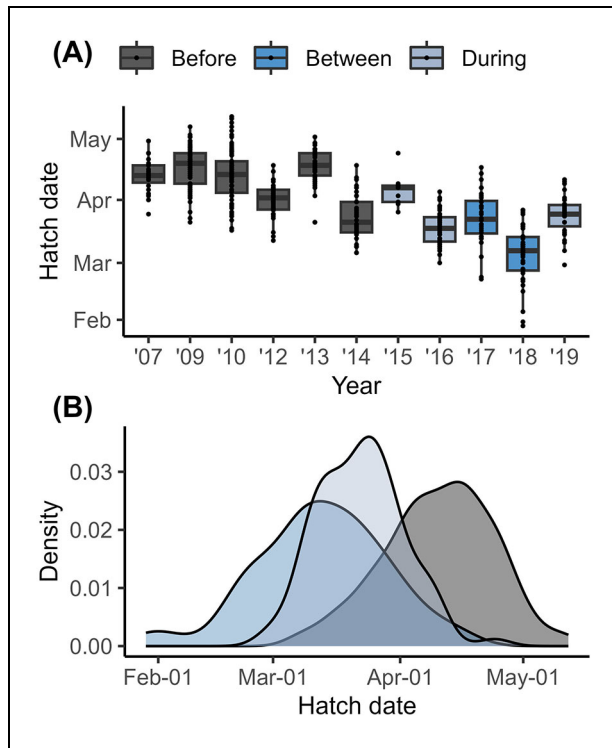 (A) Before Between During
May
Apr
Mar
Feb
Hatch date
'07 '09 '10 '12 '13 '14 '15 '16 '17 '18 '19
Year
(B)
0.03
0.02
0.01
0.00
Density
Feb-01 Mar-01 Apr-01 May-01
Hatch date